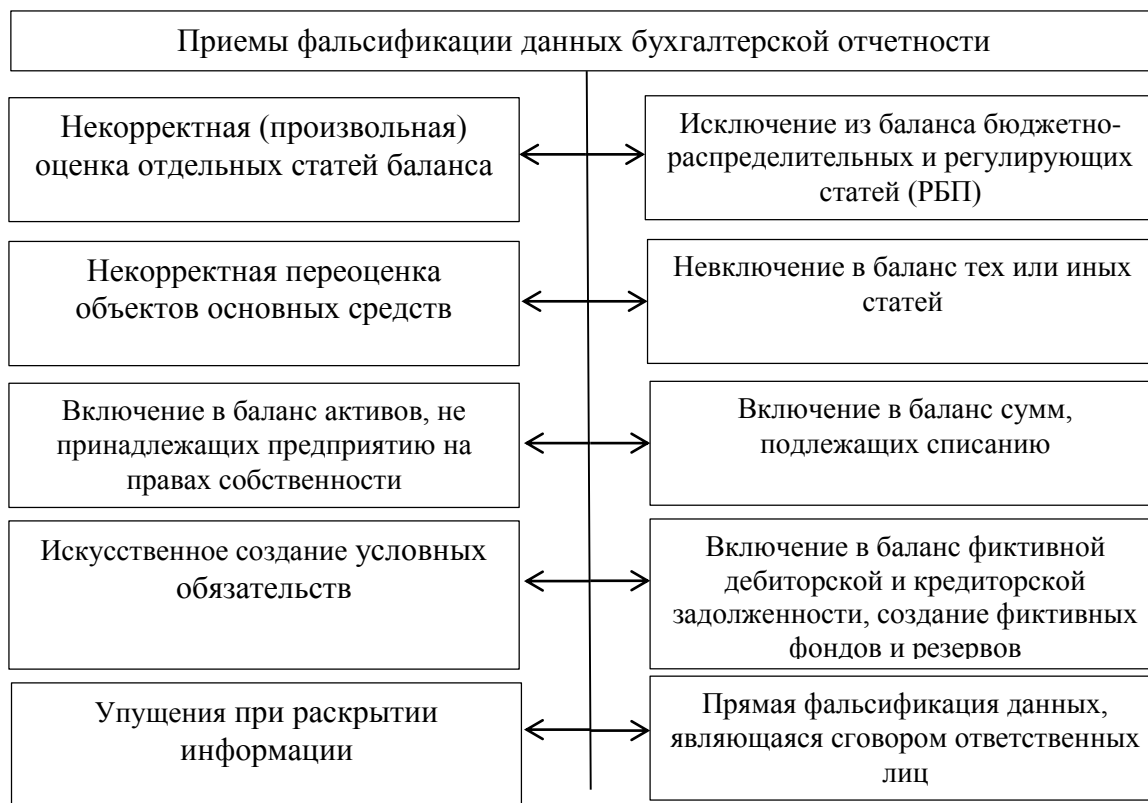 Приемы фальсификации данных бухгалтерской отчетности
Некорректная (произвольная)
оценка отдельных статей баланса
Исключение из баланса бюджетно-
распределительных и регулирующих
статей (РБП)
Некорректная переоценка
объектов основных средств
Невключение в баланс тех или иных
статей
Включение в баланс активов, не
принадлежащих предприятию на
правах собственности
Включение в баланс сумм,
подлежащих списанию
Искусственное создание условных
обязательств
Включение в баланс фиктивной
дебиторской и кредиторской
задолженности, создание фиктивных
фондов и резервов
Упущения при раскрытии
информации
Прямая фальсификация данных,
являющаяся сговором ответственных
лиц